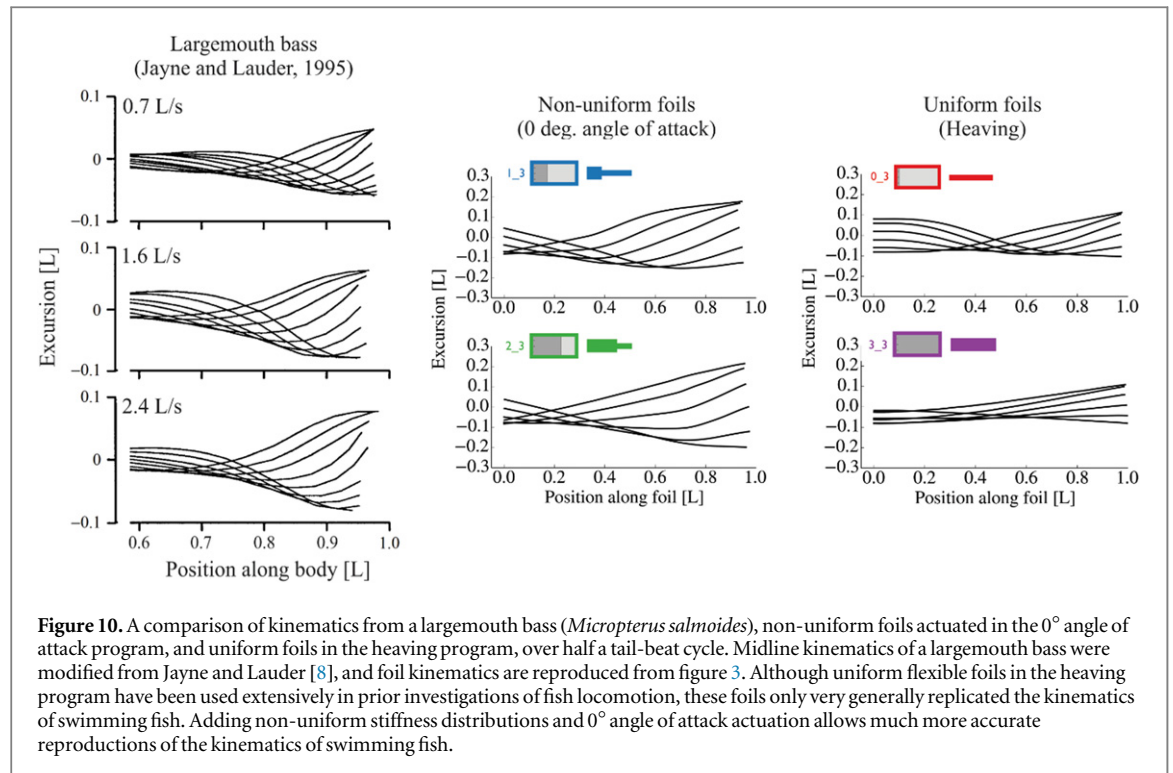 Largemouth bass
(Jayne and Lauder, 1995)
0.1
0.7 L/s
0
−0.1
0.1
1.6 L/s
0
−0.1
0.1
2.4 L/s
0
−0.1
Excursion [L]
0.6 0.7 0.8 0.9 1.0
Position along body [L]
Non-uniform foils
(0 deg. angle of attack)
1_3
0.3
0.2
0.1
0.0
−0.1
−0.2
−0.3
0.0 0.2 0.4 0.6 0.8 1.0
2_3
0.3
0.2
0.1
0.0
−0.1
−0.2
−0.3
Excursion [L]
0.0 0.2 0.4 0.6 0.8 1.0
Position along foil [L]
Uniform foils
(Heaving)
0_3
0.3
0.2
0.1
0.0
−0.1
−0.2
−0.3
0.0 0.2 0.4 0.6 0.8 1.0
3_3
0.3
0.2
0.1
0.0
−0.1
−0.2
−0.3
Excursion [L]
0.0 0.2 0.4 0.6 0.8 1.0
Position along foil [L]
Figure 10. A comparison of kinematics from a largemouth bass (Micropterus salmoides), non-uniform foils actuated in the 0° angle of
attack program, and uniform foils in the heaving program, over half a tail-beat cycle. Midline kinematics of a largemouth bass were
modified from Jayne and Lauder [8], and foil kinematics are reproduced from figure 3. Although uniform flexible foils in the heaving
program have been used extensively in prior investigations of fish locomotion, these foils only very generally replicated the kinematics
of swimming fish. Adding non-uniform stiffness distributions and 0° angle of attack actuation allows much more accurate
reproductions of the kinematics of swimming fish.